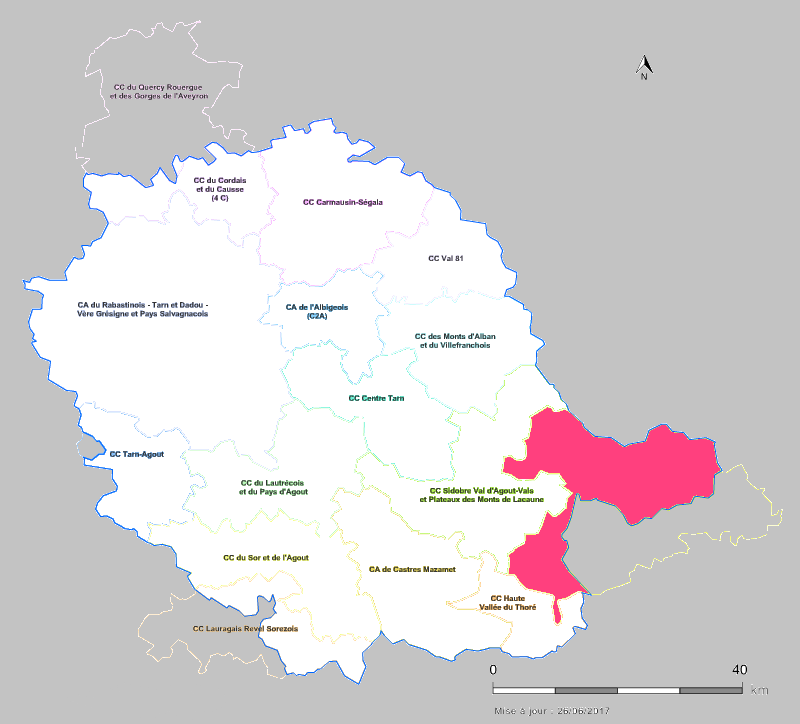 CC du Quercy Rouergue
et des Gorges de l'Aveyron
N
CC du Cordais
et du Causse
(4 C)
CC Carmausin-Ségala
CC Val 81
CA du Rabastinois - Tarn et Dadou -
Vère Grésigne et Pays Salvagnacois
CA de l'Albigeois
(C2A)
CC des Monts d'Alban
et du Villefranchois
CC Centre Tarn
CC Tarn-Agout
CC du Lautrécois
et du Pays d'Agout
CC Sidobre Val d'Agout-Vals
et Plateaux des Monts de Lacaune
CC du Sor et de l'Agout
CA de Castres Mazamet
CC Haute
Vallée du Thoré
CC Lauragais Revel Sorezois
0 40
km
Mise à jour : 26/06/2017